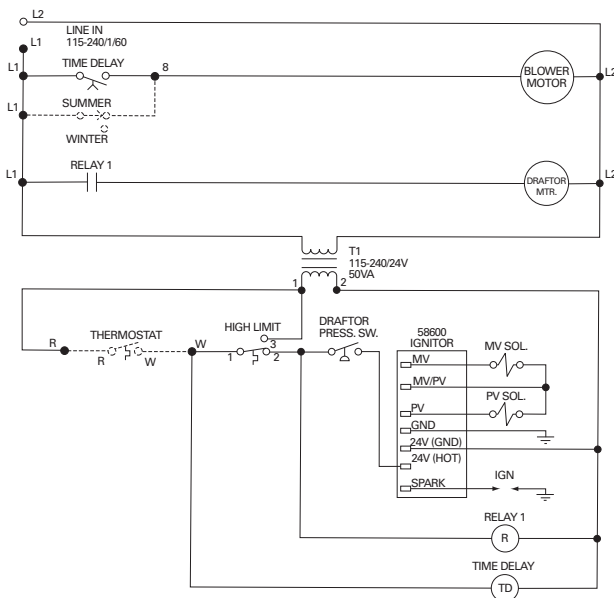 L2
LINE IN
115-240/1/60
L1
L1
TIME DELAY
8
BLOWER
MOTOR
L2
L1
SUMMER
WINTER
RELAY 1
L1
DRAFTOR
MTR.
L2
T1
115-240/24V
50VA
1
2
R
THERMOSTAT
R
W
W
HIGH LIMIT
3
1
2
DRAFTOR
PRESS. SW.
58600
IGNITOR
MV
MV SOL.
MV/PV
PV SOL.
PV
GND
24V (GND)
24V (HOT)
SPARK
IGN
RELAY 1
R
TIME DELAY
TD